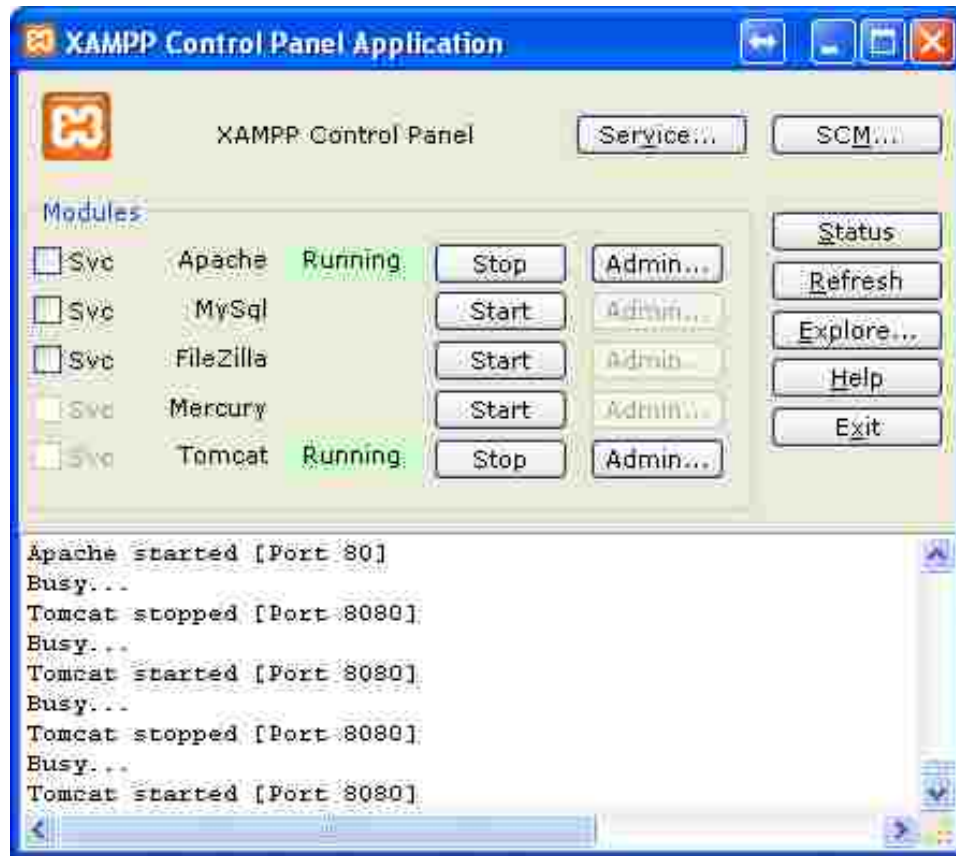 XAMPP Control Panel Application
XAMPP Control Panel Service... SCM...
Modules
Svc Apache Running Stop Admin...
Svc MySql Start Admin...
Svc FileZilla Start Admin...
Svc Mercury Start Admin...
Svc Tomcat Running Stop Admin...
Status
Refresh
Explore...
Help
Exit
Apache started [Port 80]
Busy...
Tomcat stopped [Port 8080]
Busy...
Tomcat started [Port 8080]
Busy...
Tomcat stopped [Port 8080]
Busy...
Tomcat started [Port 8080]